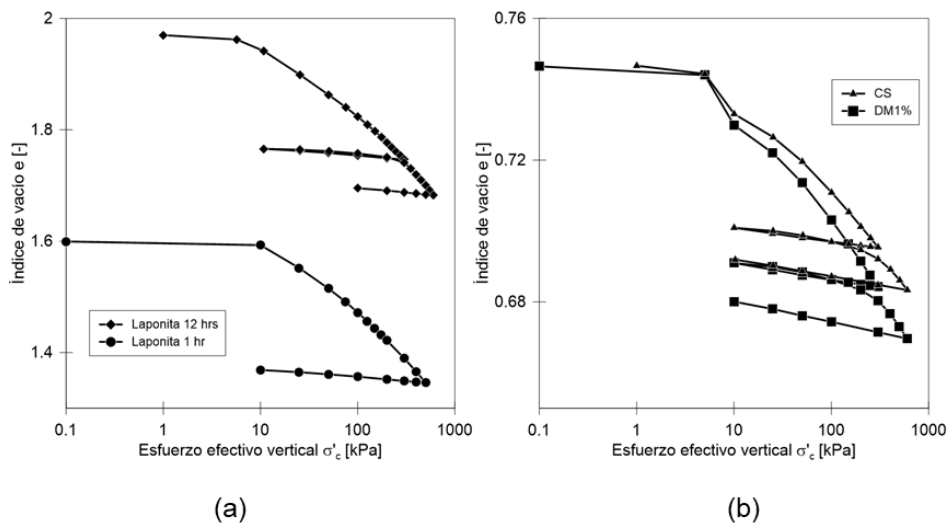 (a)
Índice de vacio e [-]
2
1.8
1.6
1.4
Laponita 12 hrs
Laponita 1 hr
0.1 1 10 100 1000
Esfuerzo efectivo vertical σ'c [kPa]
(a)
(b)
Índice de vacio e [-]
0.76
0.72
0.68
CS
DM1%
0.1 1 10 100 1000
Esfuerzo efectivo vertical σ'c [kPa]
(b)